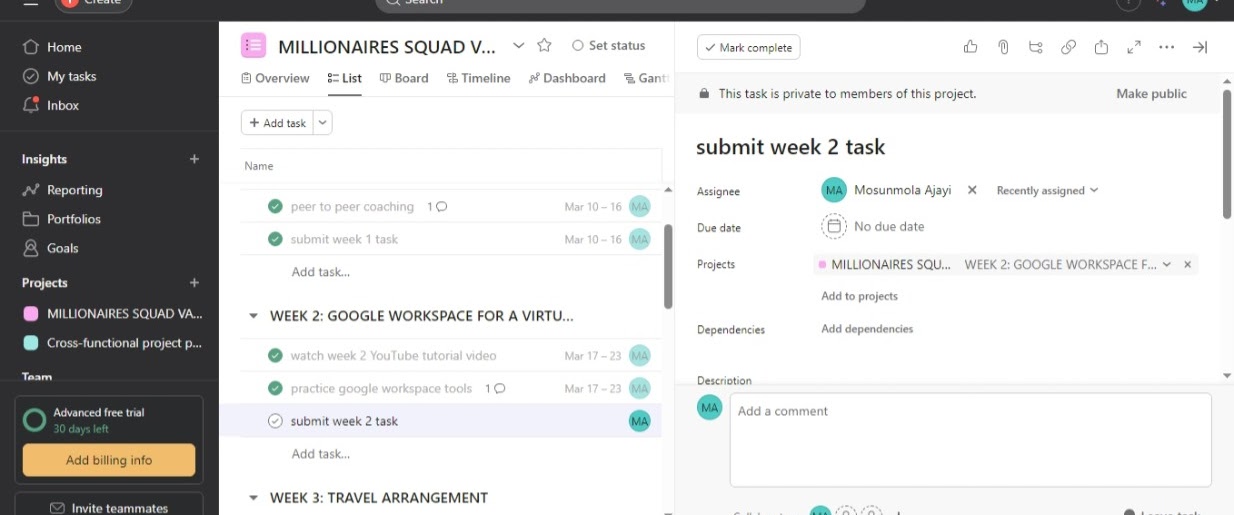 Create
Search
Home
My tasks
Inbox
Insights
Reporting
Portfolios
Goals
Projects
MILLIONAIRES SQUAD VA...
Cross-functional project p...
Team
Advanced free trial
30 days left
Add billing info
Invite teammates
MILLIONAIRES SQUAD V...
Set status
Overview List Board Timeline Dashboard Gantt
Add task
Name
peer to peer coaching 1 Mar 10 – 16 MA
submit week 1 task Mar 10 – 16 MA
Add task...
WEEK 2: GOOGLE WORKSPACE FOR A VIRTU...
watch week 2 YouTube tutorial video Mar 17 – 23 MA
practice google workspace tools 1 Mar 17 – 23 MA
submit week 2 task MA
Add task...
WEEK 3: TRAVEL ARRANGEMENT
MA
Mark complete
This task is private to members of this project. Make public
submit week 2 task
Assignee MA Mosunmola Ajayi Recently assigned
Due date No due date
Projects MILLIONAIRES SQU... WEEK 2: GOOGLE WORKSPACE F...
Add to projects
Dependencies Add dependencies
Description
MA Add a comment
MA